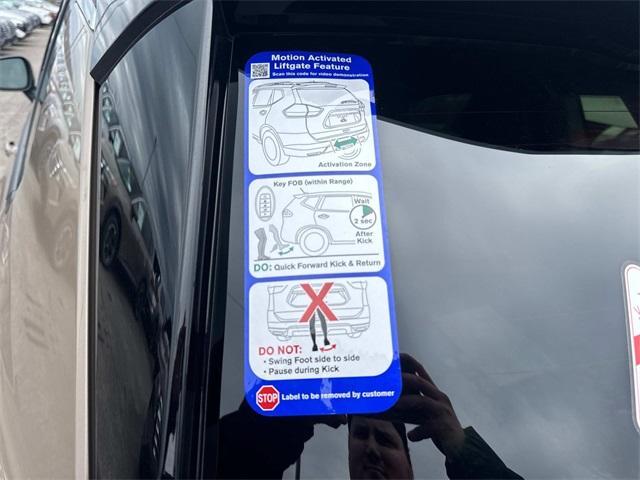 Motion Activated
Liftgate Feature
Scan this code for video demonstration
Activation Zone
Key FOB (within Range)
Wait
2 sec
After
Kick
DO: Quick Forward Kick & Return
X
DO NOT:
• Swing Foot side to side
• Pause during Kick
STOP Label to be removed by customer